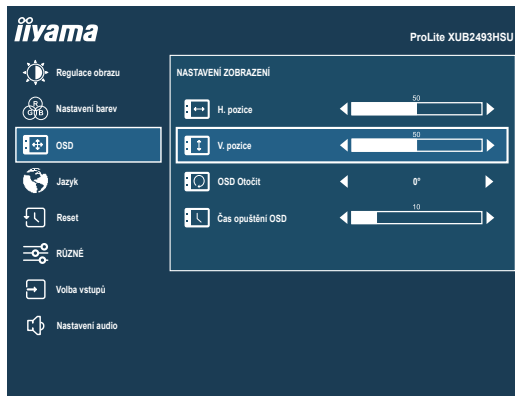 iiyama
ProLite XUB2493HSU
Regulace obrazu
Nastavení barev
R
G B
OSD
Jazyk
Reset
RŮZNÉ
Volba vstupů
Nastavení audio
NASTAVENÍ ZOBRAZENÍ
H. pozice
50
V. pozice
50
OSD Otočit
0°
Čas opuštění OSD
10